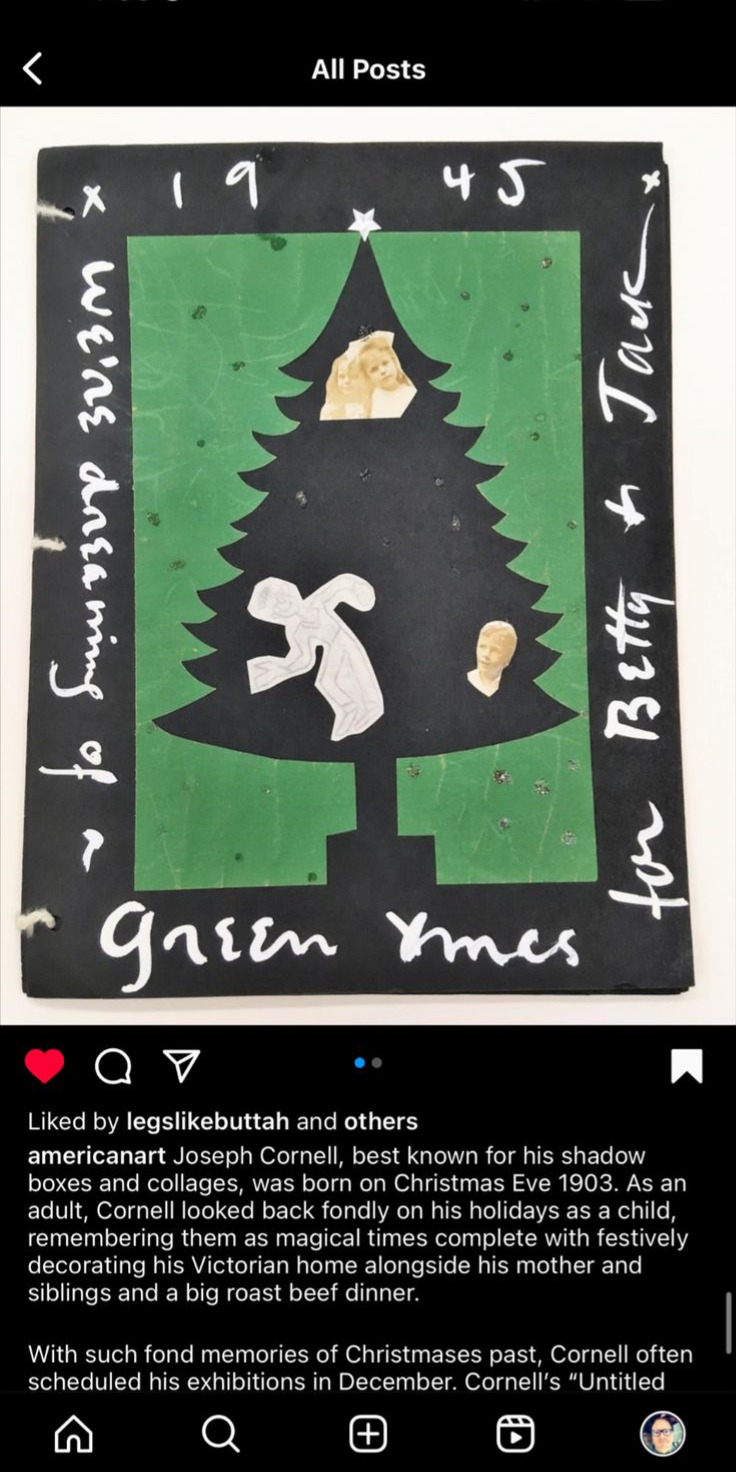 All Posts
19 45
we're dreaming of a
green xmas
for Betty + Jack
Liked by legslikebuttah and others
americanart Joseph Cornell, best known for his shadow
boxes and collages, was born on Christmas Eve 1903. As an
adult, Cornell looked back fondly on his holidays as a child,
remembering them as magical times complete with festively
decorating his Victorian home alongside his mother and
siblings and a big roast beef dinner.
With such fond memories of Christmases past, Cornell often
scheduled his exhibitions in December. Cornell's “Untitled